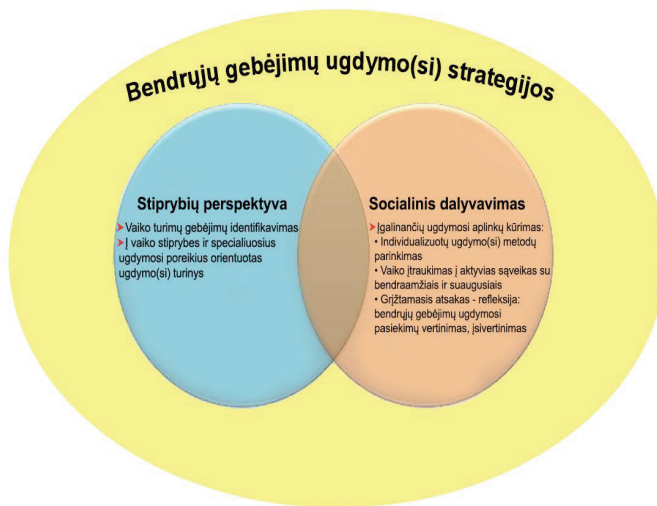 Bendrųjų gebėjimų ugdymo(si) strategijos
Stiprybių perspektyva
Vaiko turimų gebėjimų identifikavimas
Į vaiko stiprybes ir specialiuosius
ugdymosi poreikius orientuotas
ugdymo(si) turinys
Socialinis dalyvavimas
Įgalinančių ugdymosi aplinkų kūrimas:
• Individualizuotų ugdymo(si) metodų
parinkimas
• Vaiko įtraukimas į aktyvias sąveikas su
bendraamžiais ir suaugusiais
• Grįžtamasis atsakas - refleksija:
bendrųjų gebėjimų ugdymosi
pasiekimų vertinimas, įsivertinimas